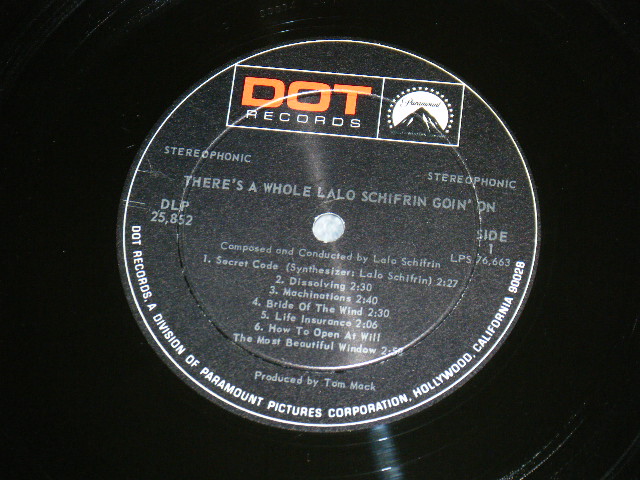 DOT
RECORDS
Paramount
STEREOPHONIC
STEREOPHONIC
THERE'S A WHOLE LALO SCHIFRIN GOIN' ON
DLP
25,852
SIDE
1
LPS 76,663
Composed and Conducted by Lalo Schifrin
1. Secret Code (Synthesizer: Lalo Schifrin) 2:27
2. Dissolving 2:30
3. Machinations 2:40
4. Bride Of The Wind 2:30
5. Life Insurance 2:06
6. How To Open At Will
The Most Beautiful Window
Produced by Tom Mack
DOT RECORDS, A DIVISION OF PARAMOUNT PICTURES CORPORATION, HOLLYWOOD, CALIFORNIA 90028